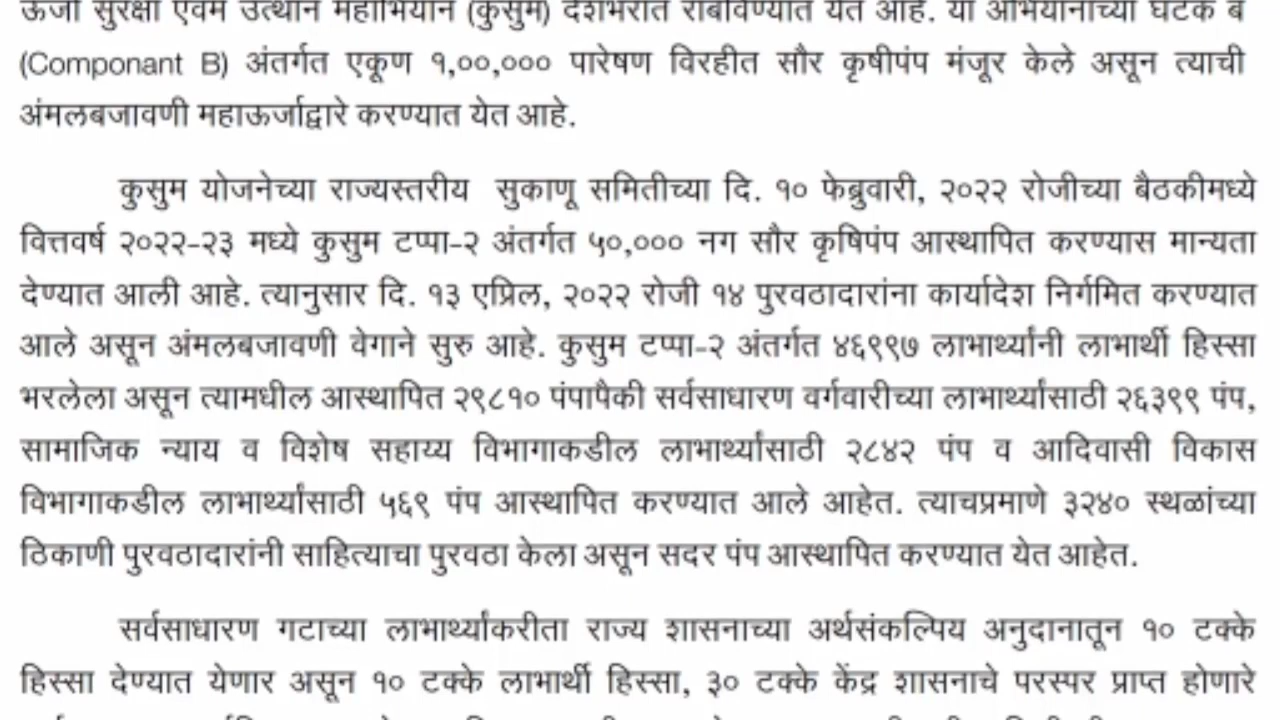 ऊर्जा सुरक्षा एवम उत्थान महाभियान (कुसुम) देशभरात राबविण्यात येत आहे. या अभियानाच्या घटक ब
(Componant B) अंतर्गत एकूण १,००,००० पारेषण विरहीत सौर कृषीपंप मंजूर केले असून त्याची
अंमलबजावणी महाऊर्जाद्वारे करण्यात येत आहे.
कुसुम योजनेच्या राज्यस्तरीय सुकाणू समितीच्या दि. १० फेब्रुवारी, २०२२ रोजीच्या बैठकीमध्ये
वित्तवर्ष २०२२-२३ मध्ये कुसुम टप्पा-२ अंतर्गत ५०,००० नग सौर कृषिपंप आस्थापित करण्यास मान्यता
देण्यात आली आहे. त्यानुसार दि. १३ एप्रिल, २०२२ रोजी १४ पुरवठादारांना कार्यादेश निर्गमित करण्यात
आले असून अंमलबजावणी वेगाने सुरु आहे. कुसुम टप्पा-२ अंतर्गत ४६९९७ लाभार्थ्यांनी लाभार्थी हिस्सा
भरलेला असून त्यामधील आस्थापित २९८१० पंपापैकी सर्वसाधारण वर्गवारीच्या लाभार्थ्यांसाठी २६३९९ पंप,
सामाजिक न्याय व विशेष सहाय्य विभागाकडील लाभार्थ्यांसाठी २८४२ पंप व आदिवासी विकास
विभागाकडील लाभार्थ्यांसाठी ५६९ पंप आस्थापित करण्यात आले आहेत. त्याचप्रमाणे ३२४० स्थळांच्या
ठिकाणी पुरवठादारांनी साहित्याचा पुरवठा केला असून सदर पंप आस्थापित करण्यात येत आहेत.
सर्वसाधारण गटाच्या लाभार्थ्यांकरीता राज्य शासनाच्या अर्थसंकल्पिय अनुदानातून १० टक्के
हिस्सा देण्यात येणार असून १० टक्के लाभार्थी हिस्सा, ३० टक्के केंद्र शासनाचे परस्पर प्राप्त होणारे